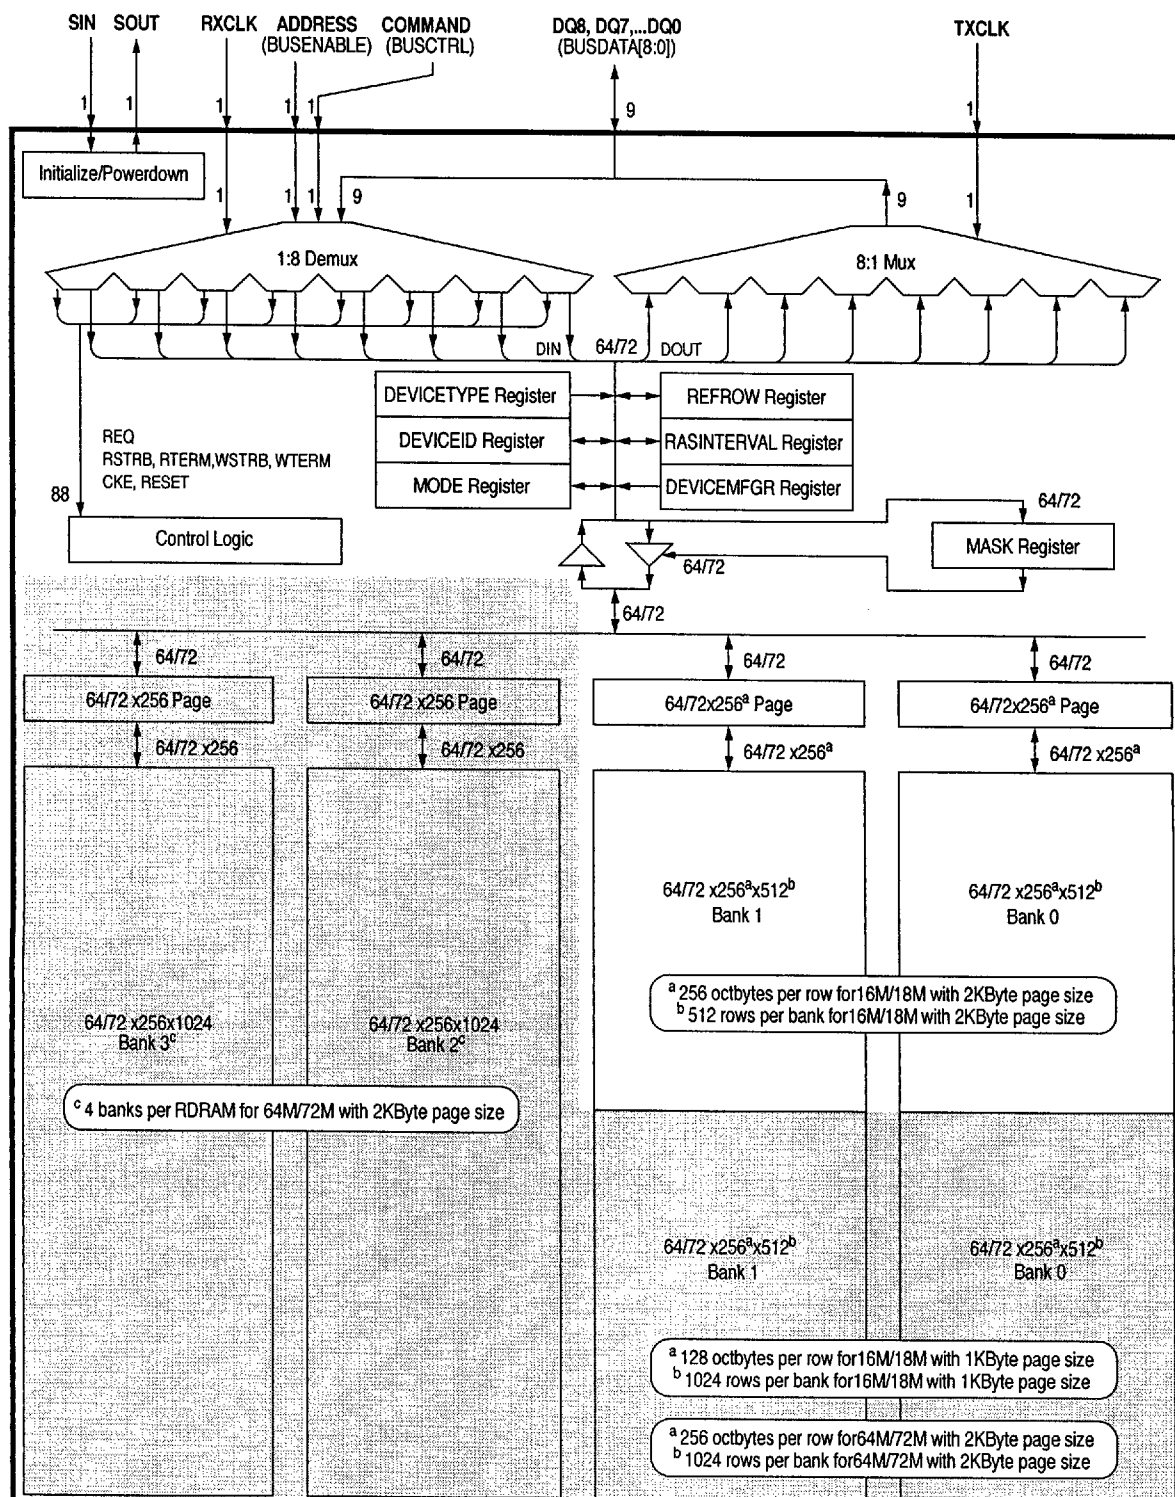 SIN SOUT RXCLK ADDRESS COMMAND DQ8, DQ7,...DQ0 TXCLK
(BUSENABLE) (BUSCTRL) (BUSDATA[8:0])
1 1 1 1 1 9 1
Initialize/Powerdown
1 1 1 9 9 1
1:8 Demux 8:1 Mux
DIN 64/72 DOUT
DEVICETYPE Register REFROW Register
DEVICEID Register RASINTERVAL Register
MODE Register DEVICEMFGR Register
REQ
RSTRB, RTERM,WSTRB, WTERM
CKE, RESET
88
Control Logic
64/72
MASK Register
64/72
64/72
64/72 64/72 64/72 64/72
64/72 x256 Page 64/72 x256 Page 64/72x256a Page 64/72x256a Page
64/72 x256 64/72 x256 64/72 x256a 64/72 x256a
64/72 x256ax512b 64/72 x256ax512b
Bank 1 Bank 0
a 256 octbytes per row for16M/18M with 2KByte page size
b 512 rows per bank for16M/18M with 2KByte page size
64/72 x256x1024 64/72 x256x1024
Bank 3c Bank 2c
c 4 banks per RDRAM for 64M/72M with 2KByte page size
64/72 x256ax512b 64/72 x256ax512b
Bank 1 Bank 0
a 128 octbytes per row for16M/18M with 1KByte page size
b 1024 rows per bank for16M/18M with 1KByte page size
a 256 octbytes per row for64M/72M with 2KByte page size
b 1024 rows per bank for64M/72M with 2KByte page size